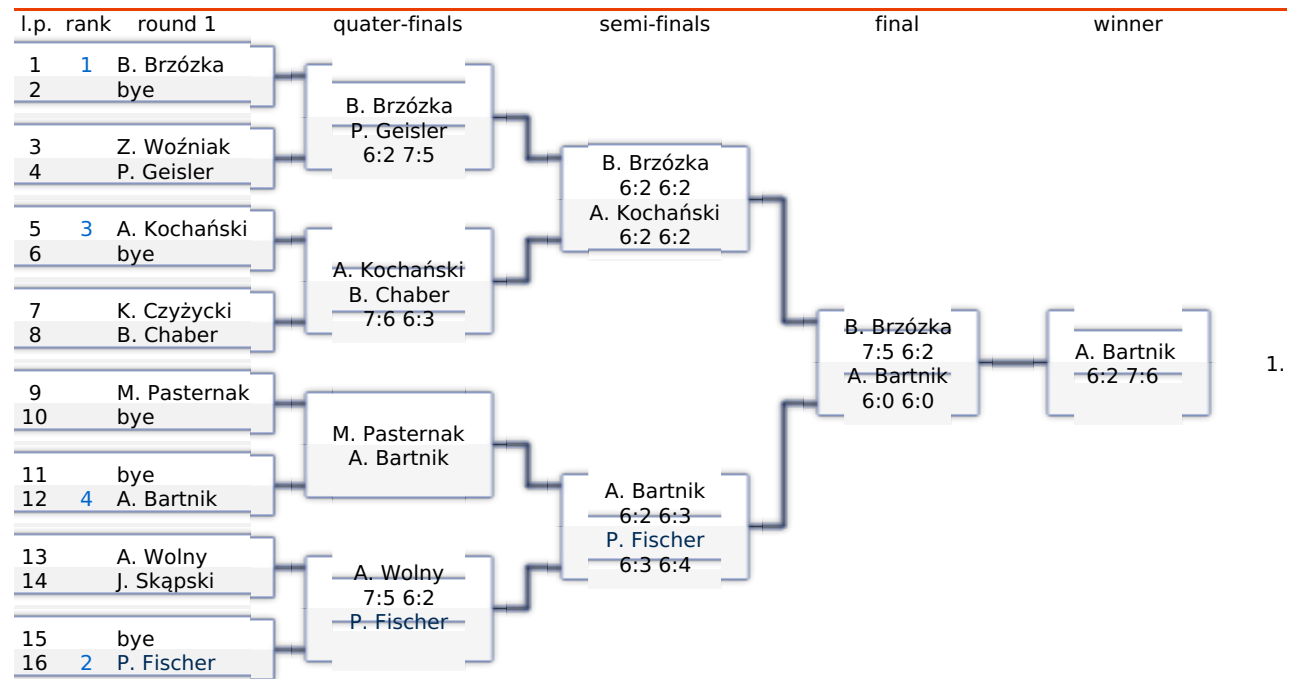 l.p. rank round 1 quater-finals semi-finals final winner
1 1 B. Brzózka
2 bye
3 Z. Woźniak
4 P. Geisler
5 3 A. Kochański
6 bye
7 K. Czyżycki
8 B. Chaber
9 M. Pasternak
10 bye
11 bye
12 4 A. Bartnik
13 A. Wolny
14 J. Skąpski
15 bye
16 2 P. Fischer
B. Brzózka
P. Geisler
6:2 7:5
A. Kochański
B. Chaber
7:6 6:3
M. Pasternak
A. Bartnik
A. Wolny
7:5 6:2
P. Fischer
B. Brzózka
6:2 6:2
A. Kochański
6:2 6:2
A. Bartnik
6:2 6:3
P. Fischer
6:3 6:4
B. Brzózka
7:5 6:2
A. Bartnik
6:0 6:0
A. Bartnik
6:2 7:6
1.